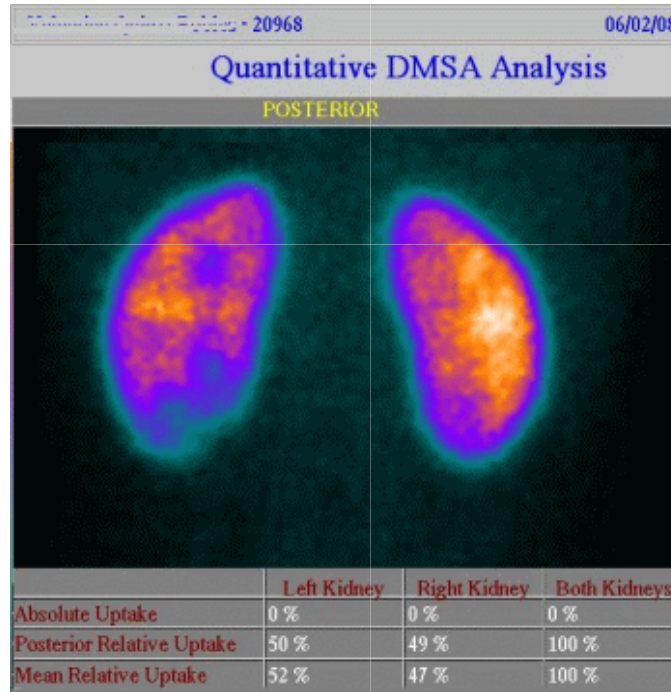 - 20968 06/02/08
Quantitative DMSA Analysis
POSTERIOR
Left Kidney Right Kidney Both Kidneys
Absolute Uptake 0 % 0 % 0 %
Posterior Relative Uptake 50 % 49 % 100 %
Mean Relative Uptake 52 % 47 % 100 %